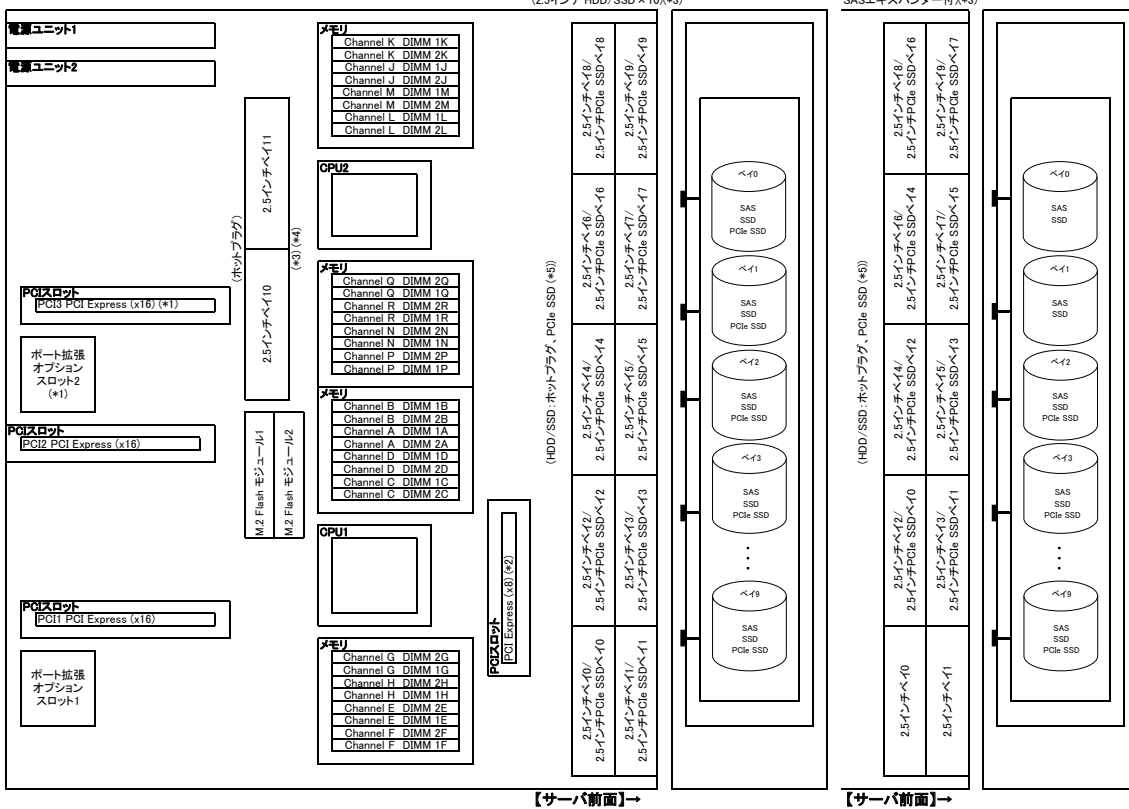 (2.5インチ HDD/SSD×10)(*3)
SASエキスパンダー付)(*3)
電源ユニット1
電源ユニット2
メモリ
Channel K DIMM 1K
Channel K DIMM 2K
Channel J DIMM 1J
Channel J DIMM 2J
Channel M DIMM 1M
Channel M DIMM 2M
Channel L DIMM 1L
Channel L DIMM 2L
CPU2
(ホットプラグ)
2.5インチベイ11
2.5インチベイ10
(*3)(*4)
メモリ
Channel Q DIMM 2Q
Channel Q DIMM 1Q
Channel R DIMM 2R
Channel R DIMM 1R
Channel N DIMM 2N
Channel N DIMM 1N
Channel P DIMM 2P
Channel P DIMM 1P
PCIスロット
PCI3 PCI Express (x16) (*1)
ポート拡張
オプション
スロット2
(*1)
メモリ
Channel B DIMM 1B
Channel B DIMM 2B
Channel A DIMM 1A
Channel A DIMM 2A
Channel D DIMM 1D
Channel D DIMM 2D
Channel C DIMM 1C
Channel C DIMM 2C
PCIスロット
PCI2 PCI Express (x16)
M.2 Flash モジュール1
M.2 Flash モジュール2
CPU1
PCIスロット
PCI Express (x8) (*2)
PCIスロット
PCI1 PCI Express (x16)
ポート拡張
オプション
スロット1
メモリ
Channel G DIMM 2G
Channel G DIMM 1G
Channel H DIMM 2H
Channel H DIMM 1H
Channel E DIMM 2E
Channel E DIMM 1E
Channel F DIMM 2F
Channel F DIMM 1F
(HDD/SSD:ホットプラグ、PCIe SSD (*5))
2.5インチベイ8/
2.5インチPCIe SSDベイ8
2.5インチベイ9/
2.5インチPCIe SSDベイ9
2.5インチベイ6/
2.5インチPCIe SSDベイ6
2.5インチベイ7/
2.5インチPCIe SSDベイ7
2.5インチベイ4/
2.5インチPCIe SSDベイ4
2.5インチベイ5/
2.5インチPCIe SSDベイ5
2.5インチベイ2/
2.5インチPCIe SSDベイ2
2.5インチベイ3/
2.5インチPCIe SSDベイ3
2.5インチベイ0/
2.5インチPCIe SSDベイ0
2.5インチベイ1/
2.5インチPCIe SSDベイ1
【サーバ前面】→
ベイ0
SAS
SSD
PCIe SSD
ベイ1
SAS
SSD
PCIe SSD
ベイ2
SAS
SSD
PCIe SSD
ベイ3
SAS
SSD
PCIe SSD
ベイ9
SAS
SSD
PCIe SSD
(HDD/SSD:ホットプラグ、PCIe SSD (*5))
2.5インチベイ8/
2.5インチPCIe SSDベイ6
2.5インチベイ9/
2.5インチPCIe SSDベイ7
2.5インチベイ6/
2.5インチPCIe SSDベイ4
2.5インチベイ7/
2.5インチPCIe SSDベイ5
2.5インチベイ4/
2.5インチPCIe SSDベイ2
2.5インチベイ5/
2.5インチPCIe SSDベイ3
2.5インチベイ2/
2.5インチPCIe SSDベイ0
2.5インチベイ3/
2.5インチPCIe SSDベイ1
2.5インチベイ0
2.5インチベイ1
【サーバ前面】→
ベイ0
SAS
SSD
ベイ1
SAS
SSD
ベイ2
SAS
SSD
PCIe SSD
ベイ3
SAS
SSD
PCIe SSD
ベイ9
SAS
SSD
PCIe SSD